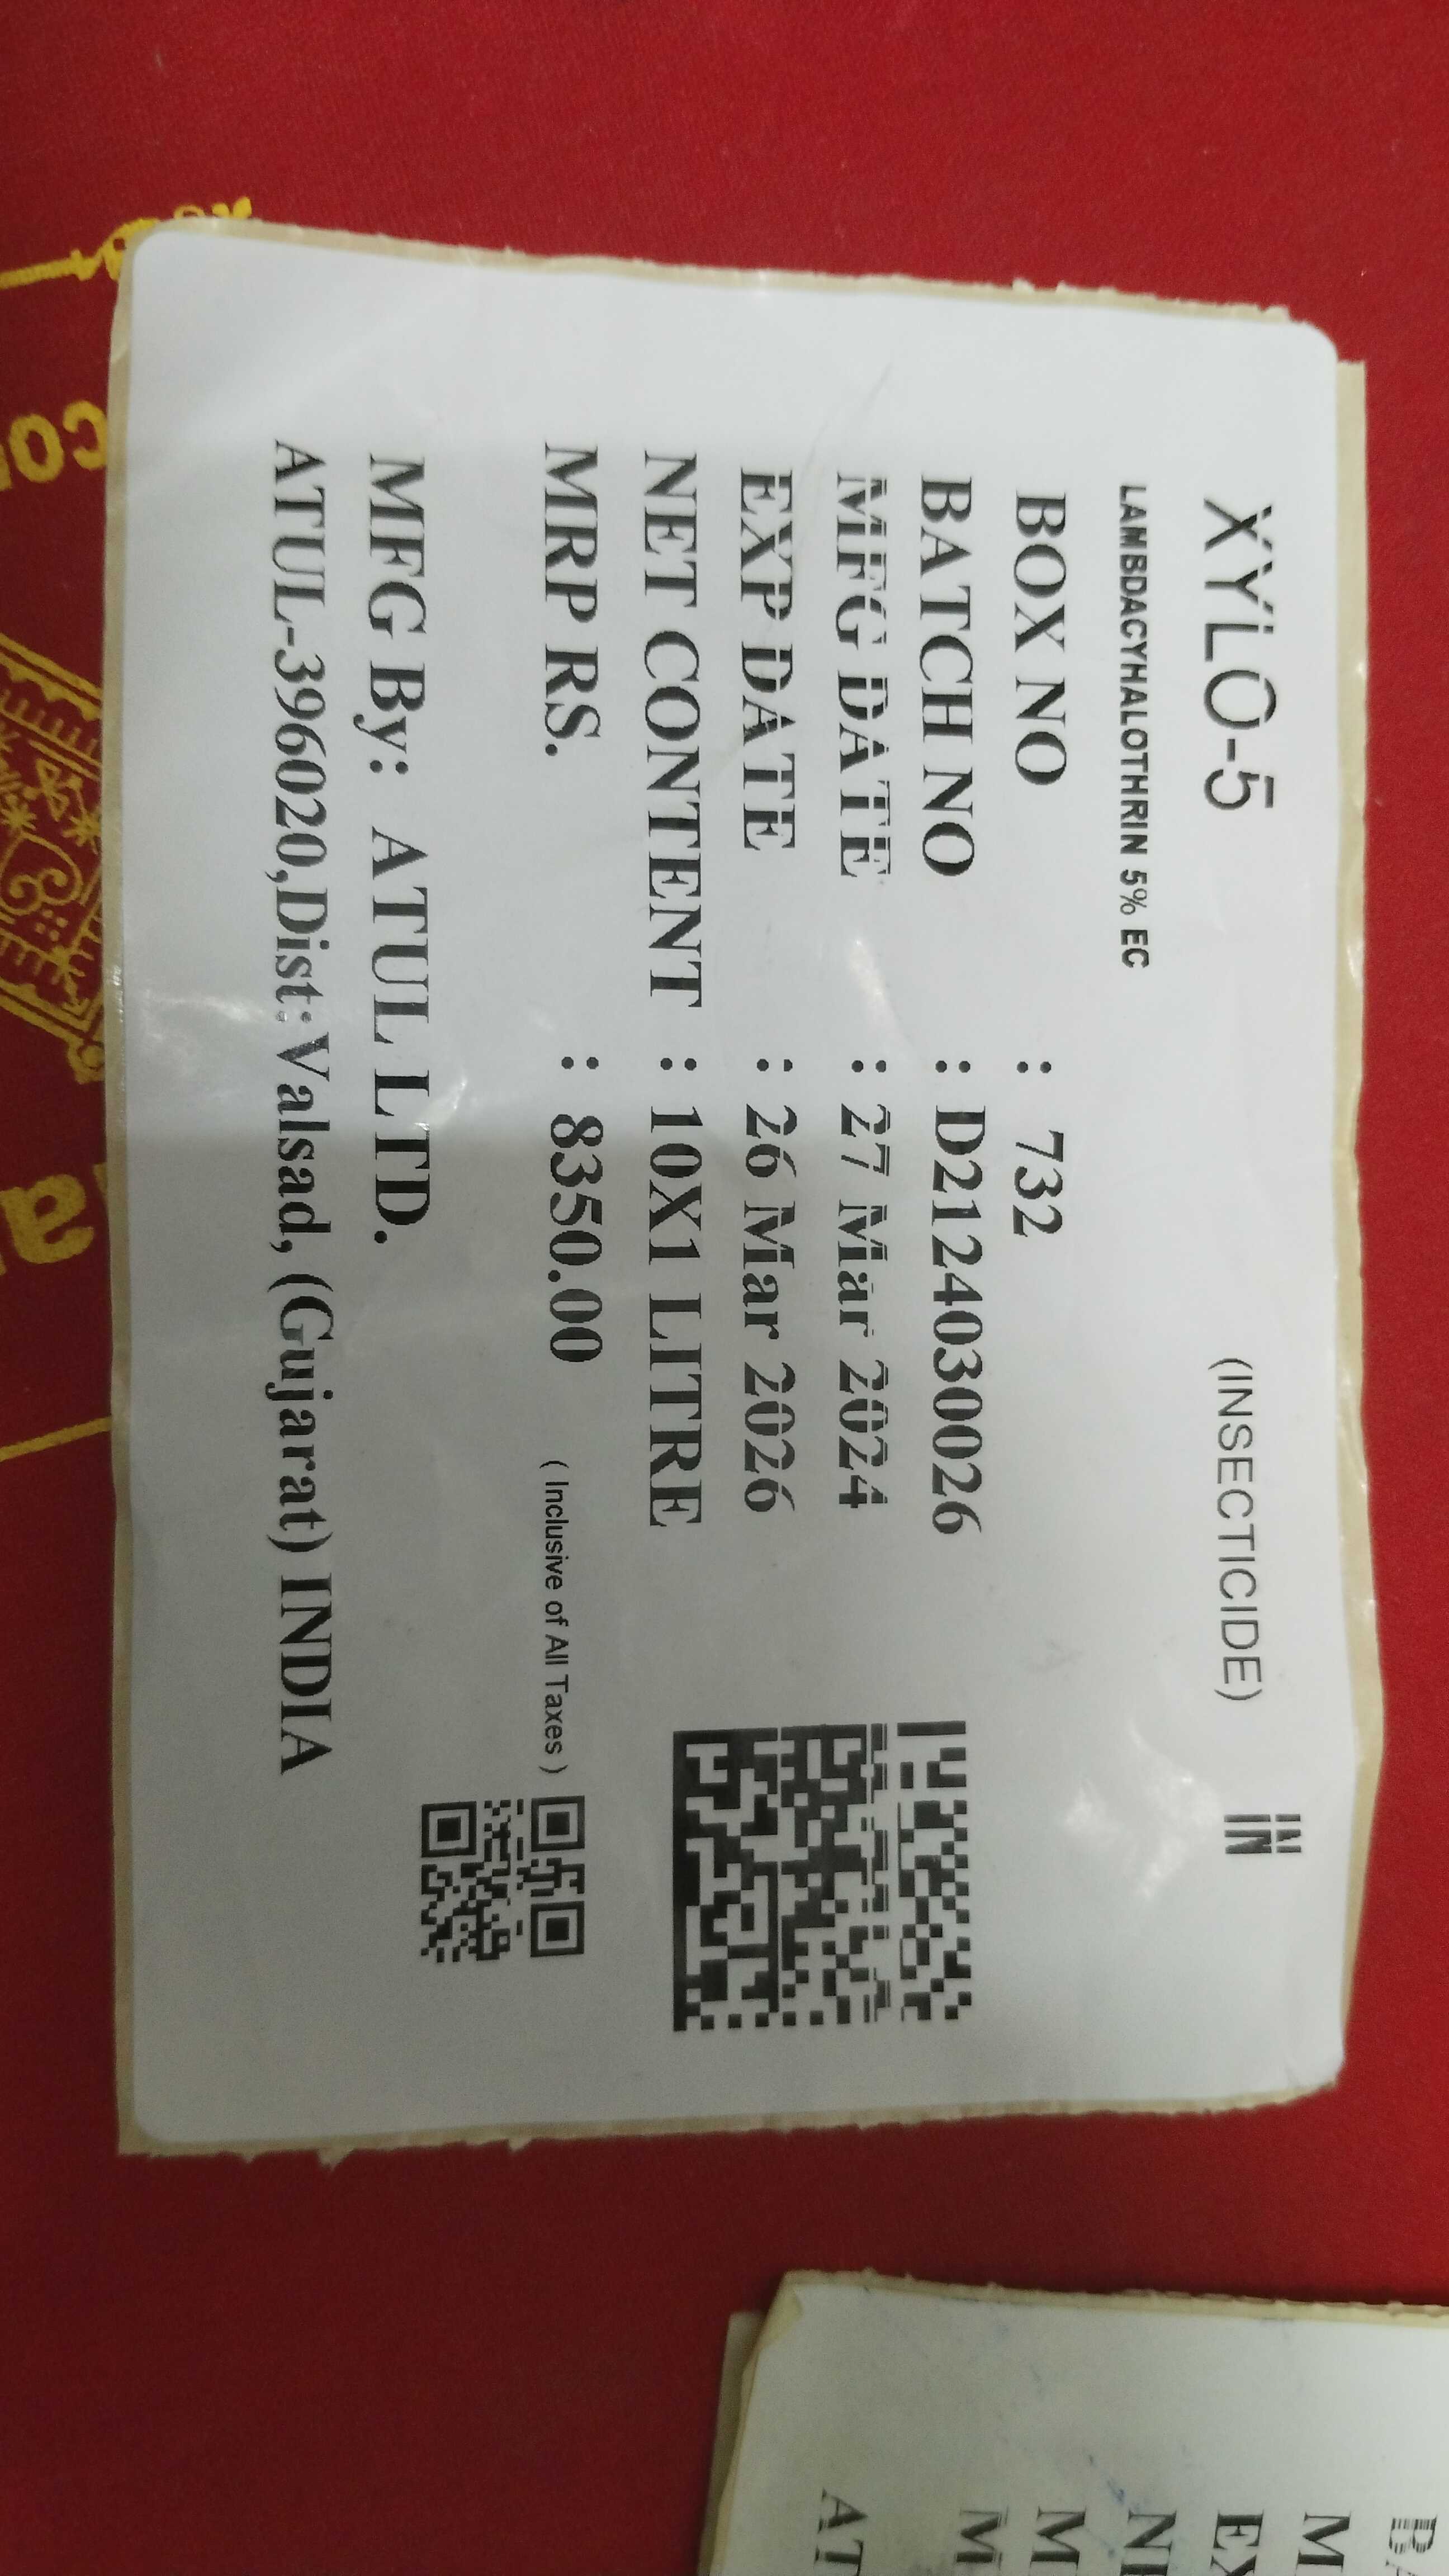 XYLO-5 (INSECTICIDE) IN
LAMBDACYHALOTHRIN 5% EC
BOX NO : 732
BATCH NO : D2124030026
MFG DATE : 27 Mar 2024
EXP DATE : 26 Mar 2026
NET CONTENT : 10X1 LITRE
MRP RS. : 8350.00 ( Inclusive of All Taxes )
MFG By: ATUL LTD.
ATUL-396020,Dist:Valsad, (Gujarat) INDIA